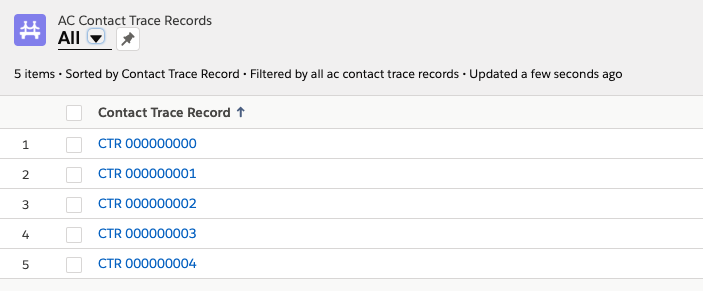 AC Contact Trace Records
All
5 items • Sorted by Contact Trace Record • Filtered by all ac contact trace records • Updated a few seconds ago
Contact Trace Record ↑
1 CTR 000000000
2 CTR 000000001
3 CTR 000000002
4 CTR 000000003
5 CTR 000000004